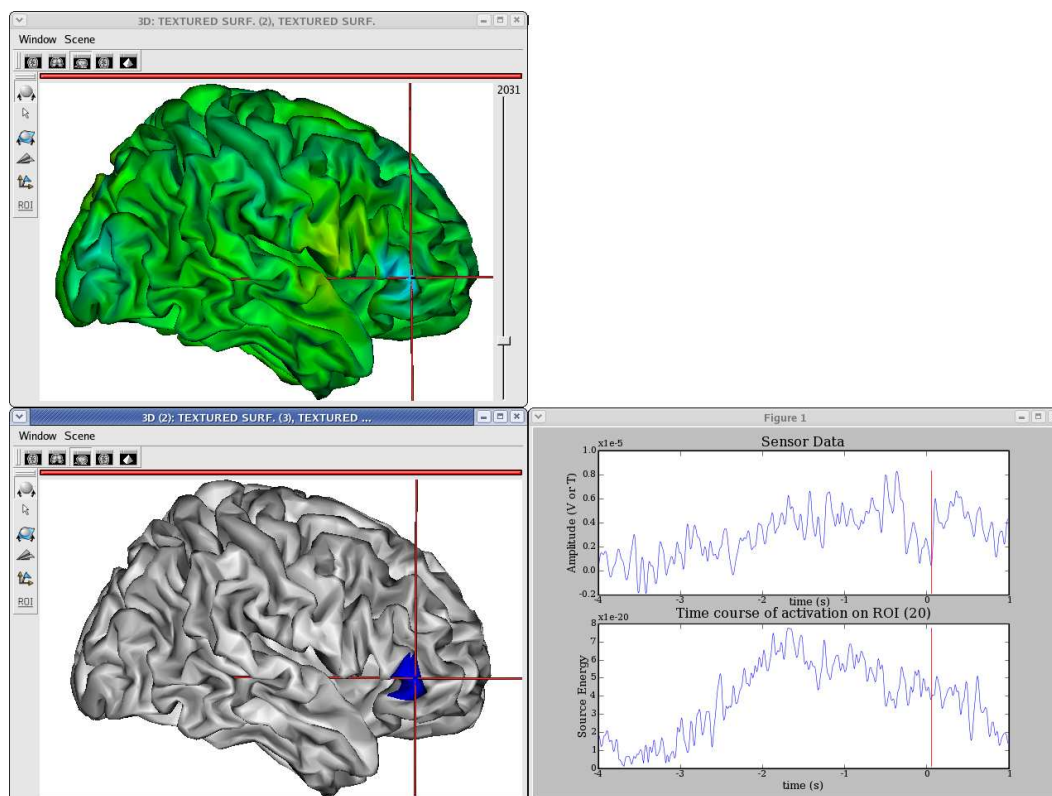 3D: TEXTURED SURF. (2), TEXTURED SURF.
Window Scene
2031
ROI
3D (2): TEXTURED SURF. (3), TEXTURED ...
Window Scene
ROI
Figure 1
Sensor Data
x1e-5
1.0
0.8
0.6
0.4
0.2
0.0
-0.2
Amplitude (V or T)
-4 -3 -2 -1 0 1
time (s)
Time course of activation on ROI (20)
x1e-20
8
7
6
5
4
3
2
1
0
Source Energy
-4 -3 -2 -1 0 1
time (s)